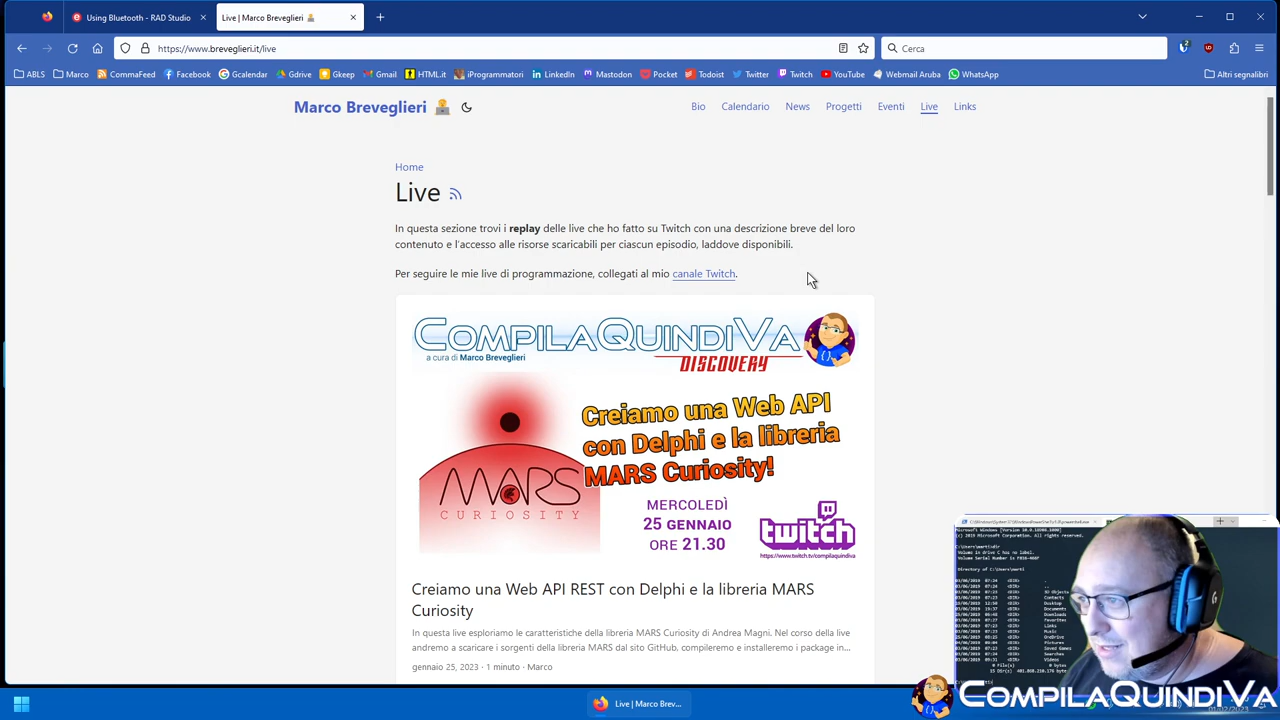 Using Bluetooth - RAD Studio
Live | Marco Breveglieri
https://www.breveglieri.it/live
Cerca
ABLS
Marco
CommaFeed
Facebook
Gcalendar
Gdrive
Gkeep
Gmail
HTML.it
iProgrammatori
LinkedIn
Mastodon
Pocket
Todoist
Twitter
Twitch
YouTube
Webmail Aruba
WhatsApp
Altri segnalibri
Marco Breveglieri
Bio
Calendario
News
Progetti
Eventi
Live
Links
Home
Live
In questa sezione trovi i replay delle live che ho fatto su Twitch con una descrizione breve del loro
contenuto e l'accesso alle risorse scaricabili per ciascun episodio, laddove disponibili.
Per seguire le mie live di programmazione, collegati al mio canale Twitch.
COMPILAQUINDIVA
a cura di Marco Breveglieri
DISCOVERY
Creiamo una Web API
con Delphi e la libreria
MARS Curiosity!
MARS
CURIOSITY
MERCOLEDÌ
25 GENNAIO
ORE 21.30
twitch
https://www.twitch.tv/compilaquindiva
Creiamo una Web API REST con Delphi e la libreria MARS
Curiosity
In questa live esploriamo le caratteristiche della libreria MARS Curiosity di Andrea Magni. Nel corso della live
andremo a scaricare i sorgenti della libreria MARS dal sito GitHub, compileremo e installeremo i package in...
gennaio 25, 2023 · 1 minuto · Marco
Live | Marco Brev...
COMPILAQUINDIVA